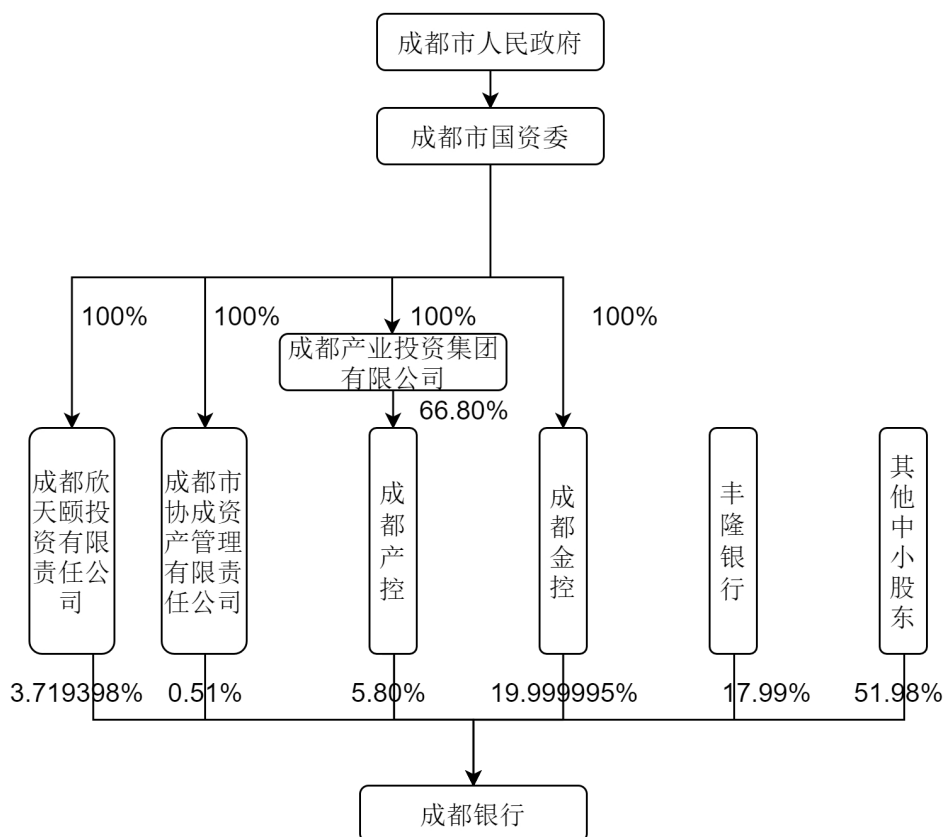 成都市人民政府
成都市国资委
100%
100%
100%
100%
成都产业投资集团
有限公司
66.80%
成都欣
天颐投
资有限
责任公
司
成都市
协成资
产管理
有限责
任公司
成都产控
成都金控
丰隆银行
其他中小股东
3.719398%
0.51%
5.80%
19.999995%
17.99%
51.98%
成都银行